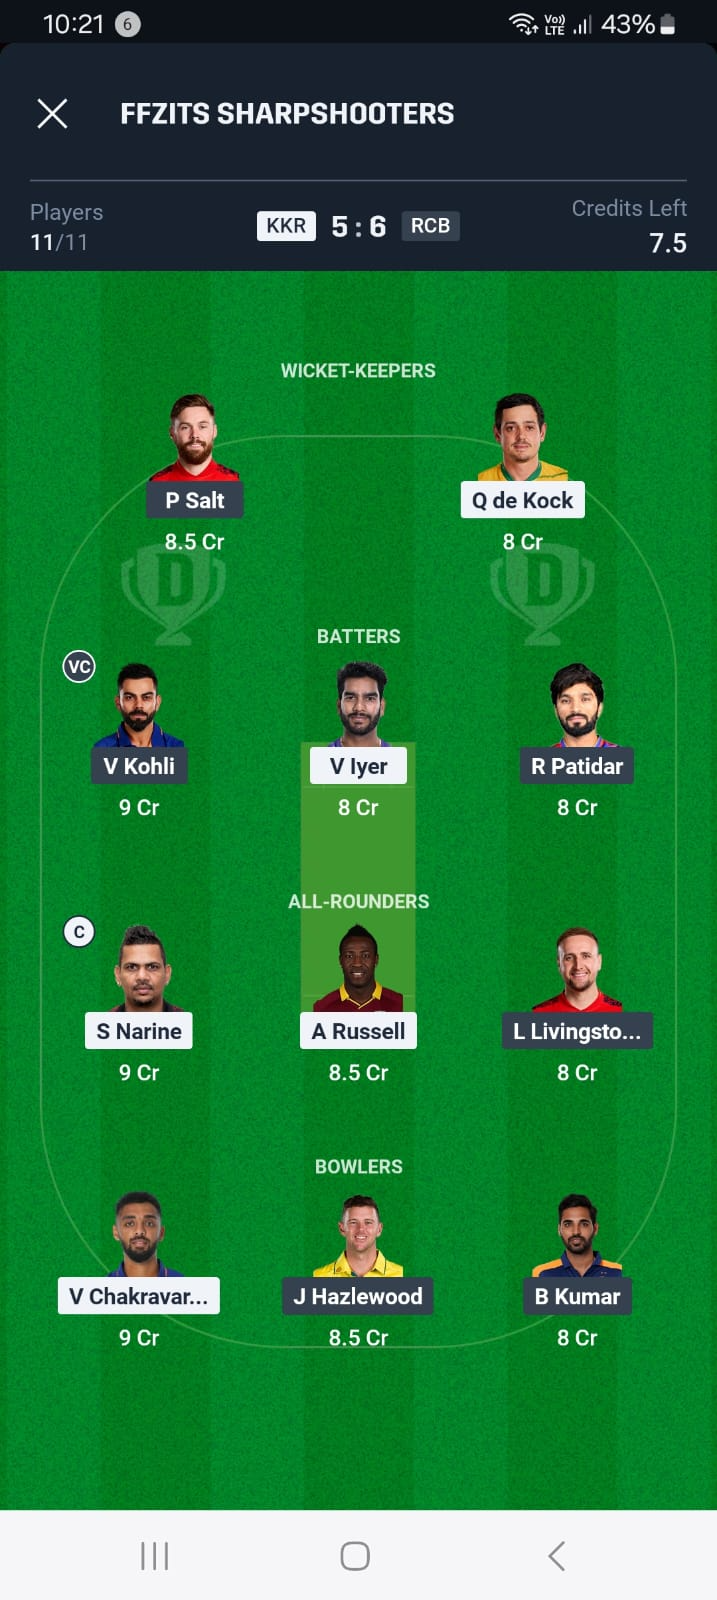 10:21 6 Vo)) LTE 43%
FFZITS SHARPSHOOTERS
Players Credits Left
11/11 KKR 5 : 6 RCB 7.5
WICKET-KEEPERS
P Salt Q de Kock
8.5 Cr 8 Cr
D D
BATTERS
VC
V Kohli V Iyer R Patidar
9 Cr 8 Cr 8 Cr
ALL-ROUNDERS
C
S Narine A Russell L Livingsto...
9 Cr 8.5 Cr 8 Cr
BOWLERS
V Chakravar... J Hazlewood B Kumar
9 Cr 8.5 Cr 8 Cr